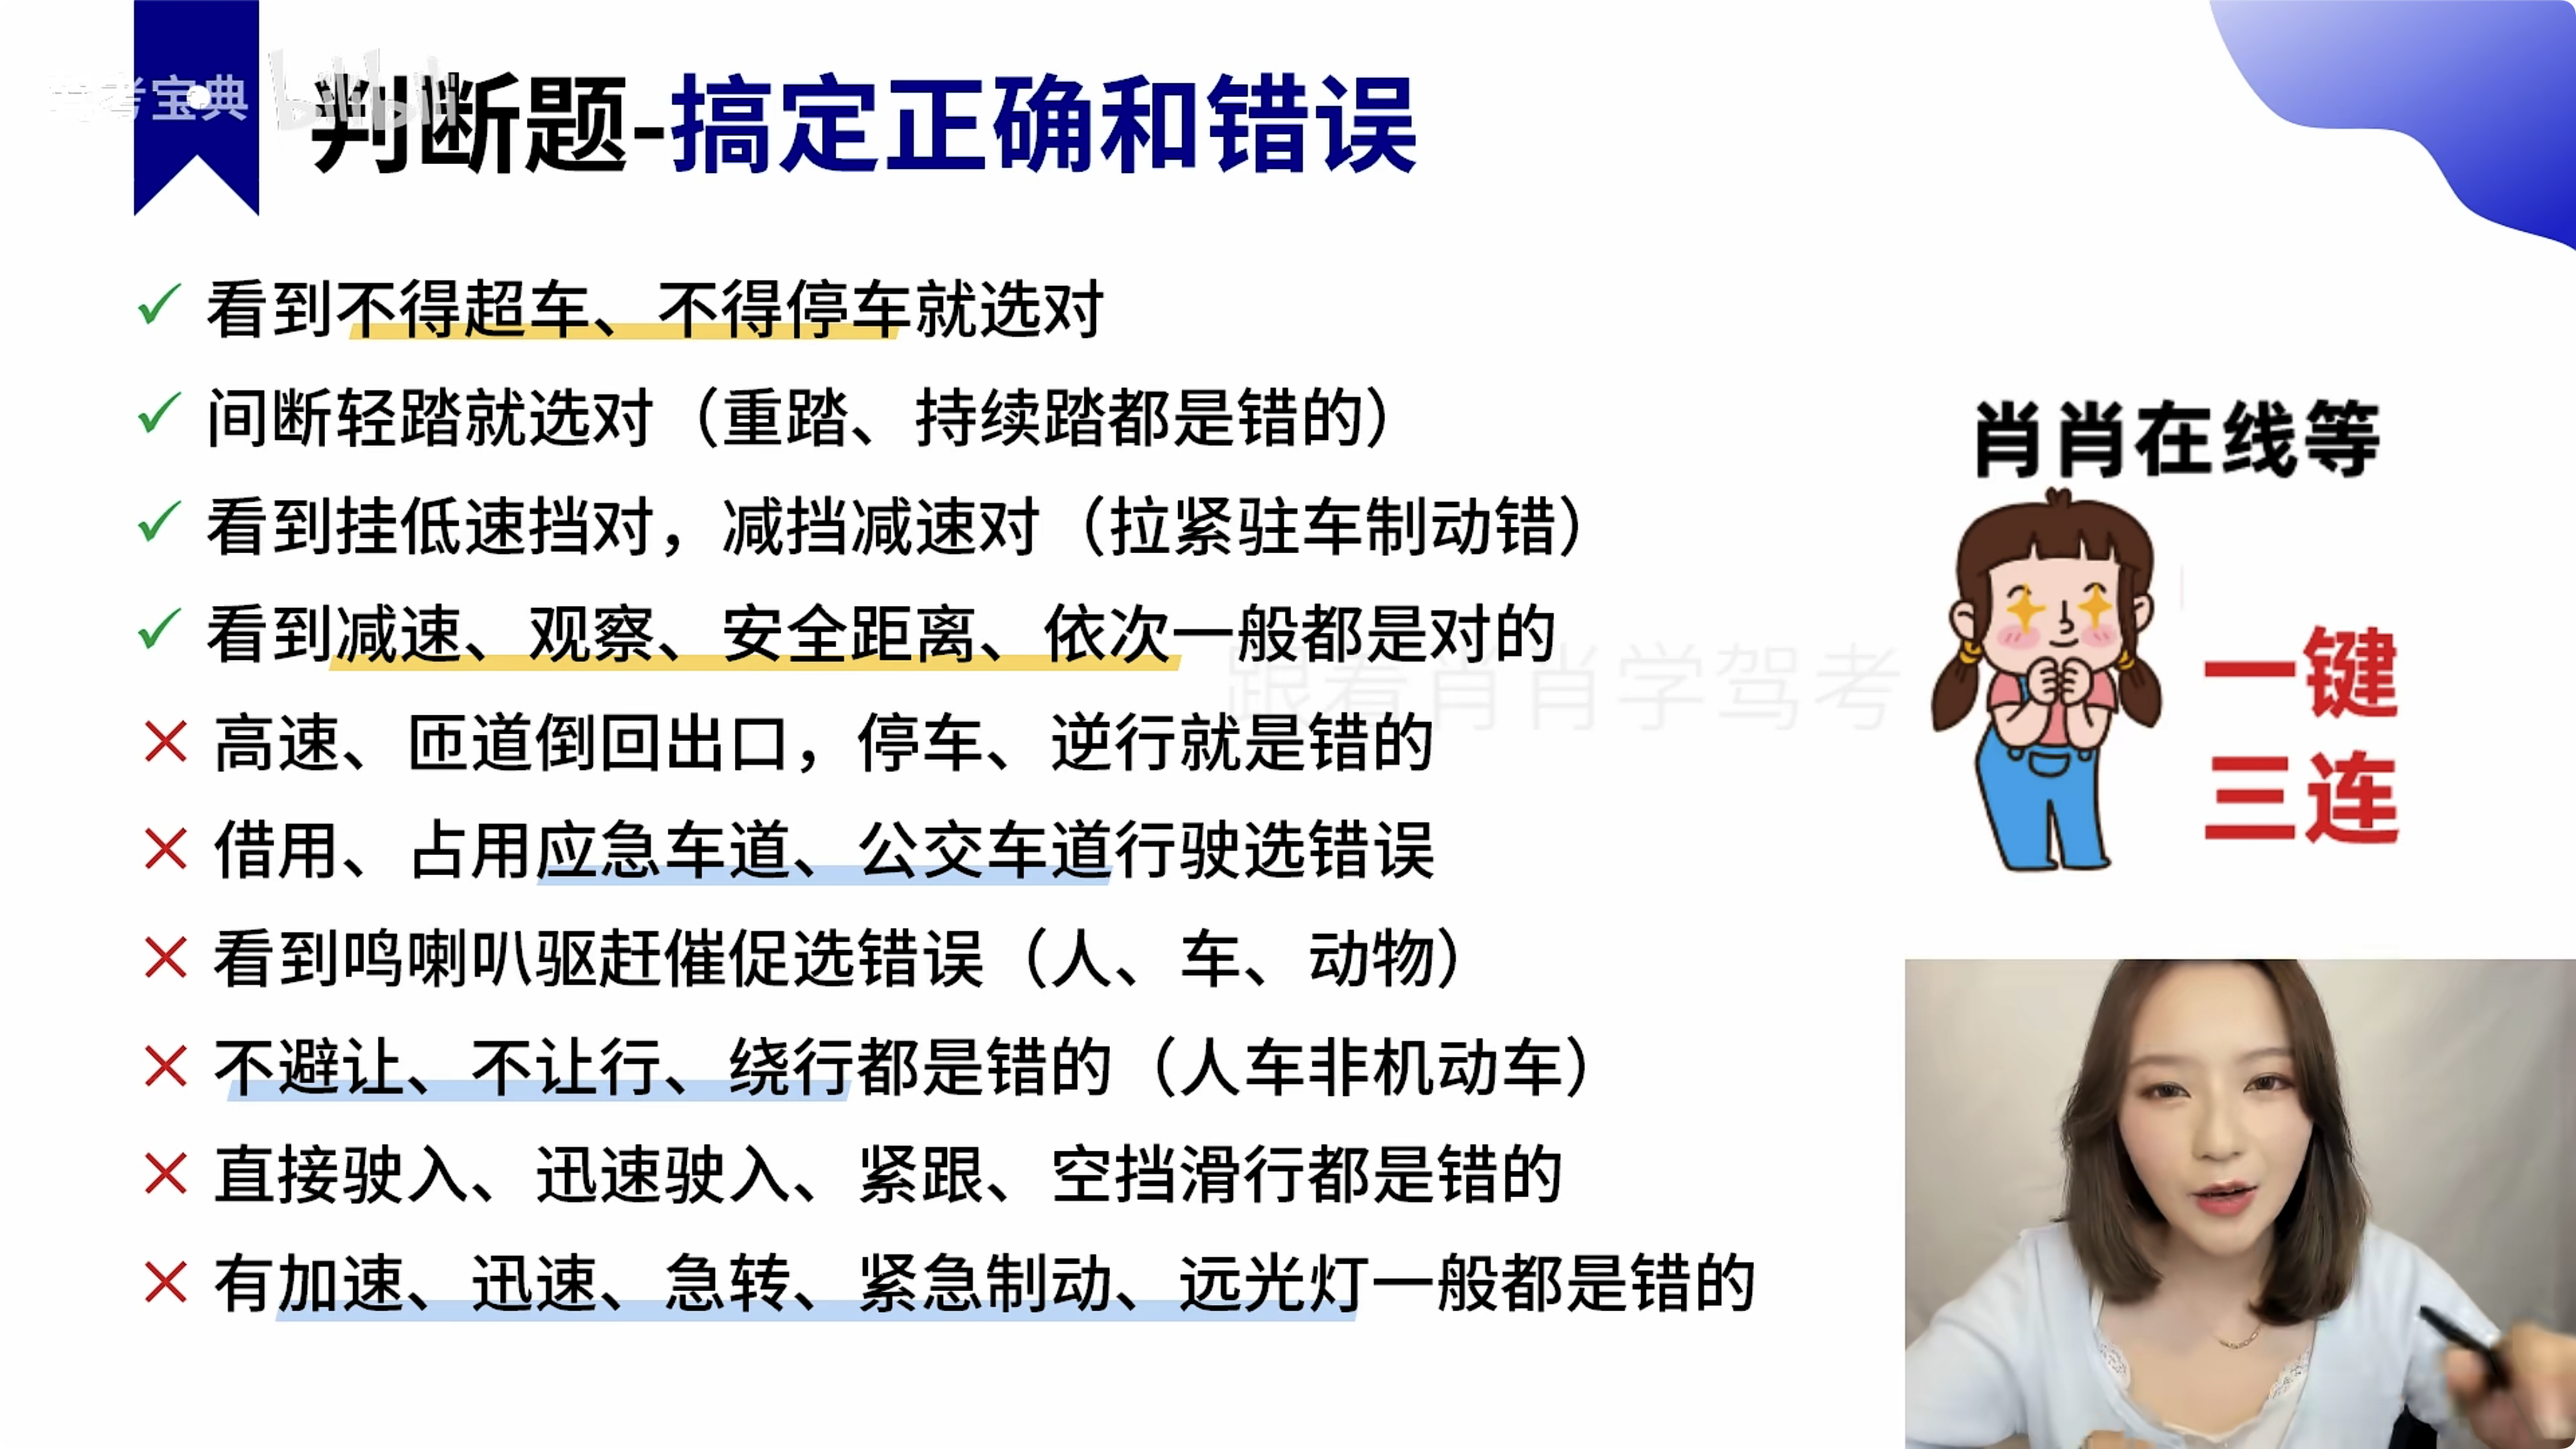 驾考宝典 bilibili
判断题-搞定正确和错误
✓ 看到不得超车、不得停车就选对
✓ 间断轻踏就选对（重踏、持续踏都是错的）
✓ 看到挂低速挡对，减挡减速对（拉紧驻车制动错）
✓ 看到减速、观察、安全距离、依次一般都是对的
× 高速、匝道倒回出口，停车、逆行就是错的
× 借用、占用应急车道、公交车道行驶选错误
× 看到鸣喇叭驱赶催促选错误（人、车、动物）
× 不避让、不让行、绕行都是错的（人车非机动车）
× 直接驶入、迅速驶入、紧跟、空挡滑行都是错的
× 有加速、迅速、急转、紧急制动、远光灯一般都是错的
跟着肖肖学驾考
肖肖在线等
一键
三连